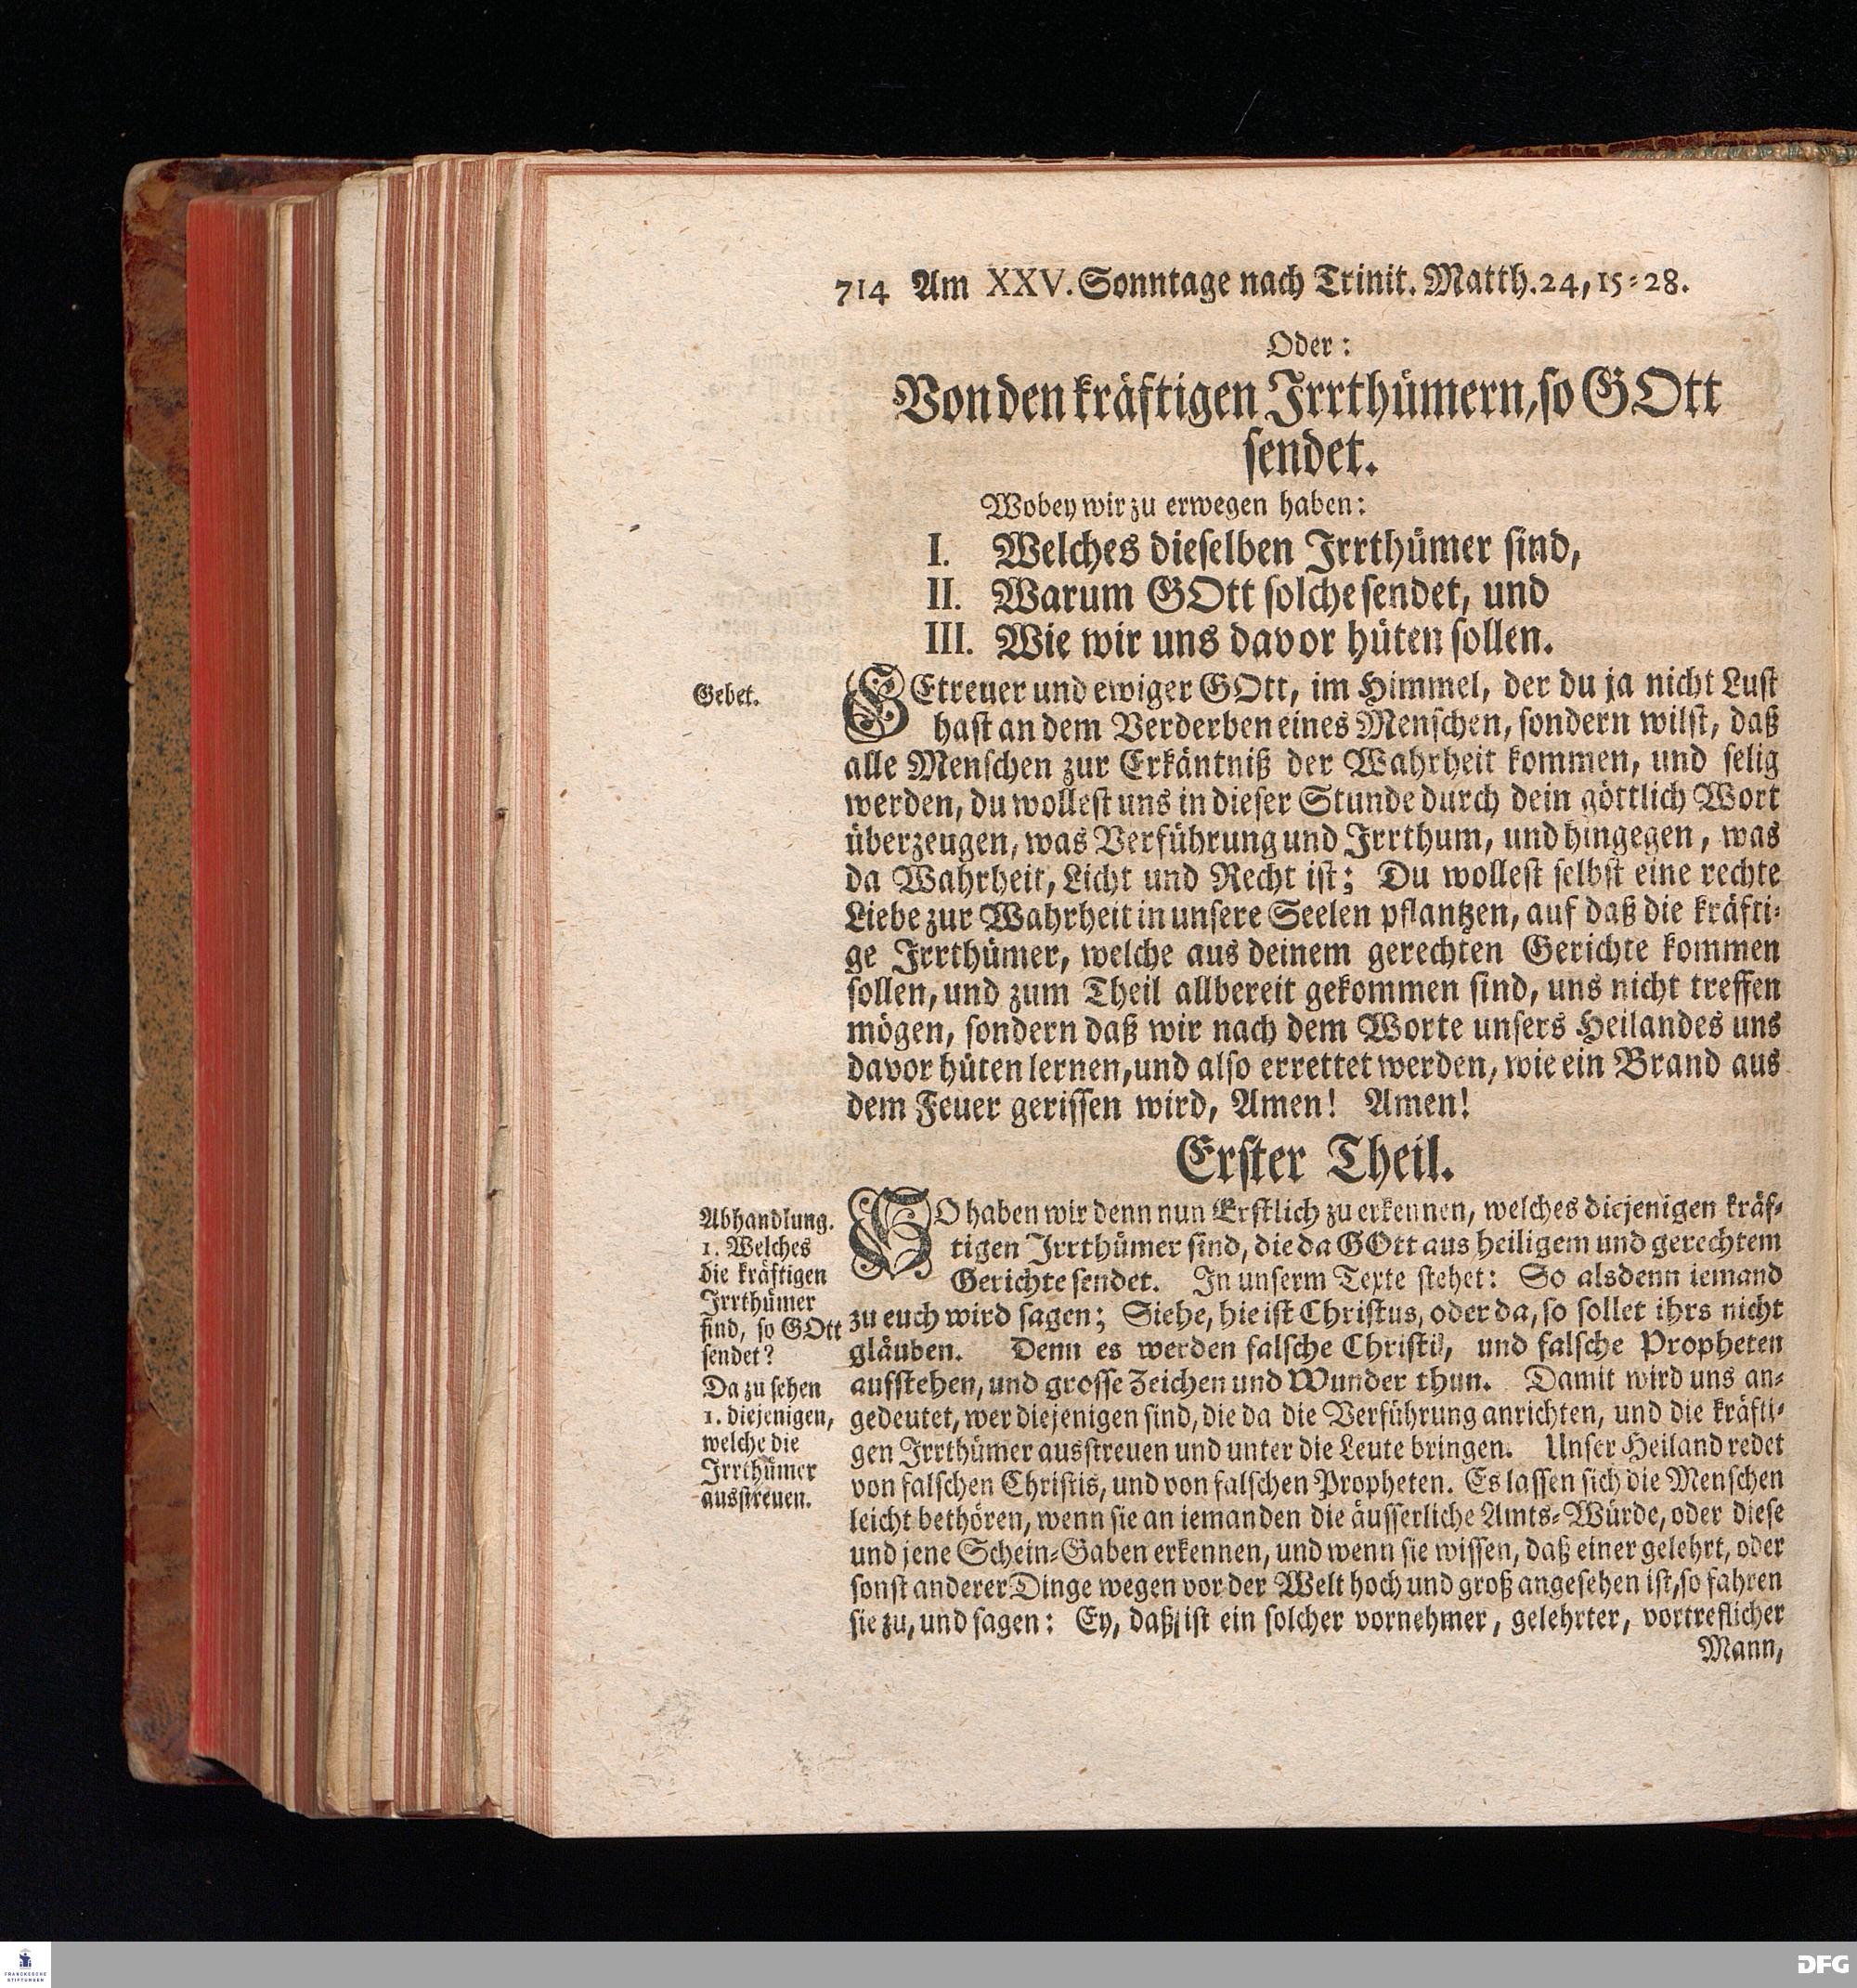 714 Am XXV. Sonntage nach Trinit. Matth. 24, 15-28.
Oder:
Von den kräftigen Irrthümern, so GOtt
sendet.
Wobey wir zu erwegen haben:
I. Welches dieselben Irrthümer sind,
II. Warum GOtt solche sendet, und
III. Wie wir uns davor hüten sollen.
Gebet.
GEtreuer und ewiger GOtt, im Himmel, der du ja nicht Lust
hast an dem Verderben eines Menschen, sondern wilst, daß
alle Menschen zur Erkäntniß der Wahrheit kommen, und selig
werden, du wollest uns in dieser Stunde durch dein göttlich Wort
überzeugen, was Verführung und Irrthum, und hingegen, was
da Wahrheit, Licht und Recht ist; Du wollest selbst eine rechte
Liebe zur Wahrheit in unsere Seelen pflantzen, auf daß die kräfti-
ge Irrthümer, welche aus deinem gerechten Gerichte kommen
sollen, und zum Theil allbereit gekommen sind, uns nicht treffen
mögen, sondern daß wir nach dem Worte unsers Heilandes uns
davor hüten lernen, und also errettet werden, wie ein Brand aus
dem Feuer gerissen wird, Amen! Amen!
Erster Theil.
Abhandlung.
1. Welches
die kräftigen
Irrthümer
sind, so GOtt
sendet?
Da zu sehen
1. diejenigen,
welche die
Irrthümer
ausstreuen.
SO haben wir denn nun Erstlich zu erkennen, welches diejenigen kräf-
tigen Irrthümer sind, die da GOtt aus heiligem und gerechtem
Gerichte sendet. In unserm Texte stehet: So alsdenn iemand
zu euch wird sagen; Siehe, hie ist Christus, oder da, so sollet ihrs nicht
gläuben. Denn es werden falsche Christi, und falsche Propheten
aufstehen, und grosse Zeichen und Wunder thun. Damit wird uns an-
gedeutet, wer diejenigen sind, die da die Verführung anrichten, und die kräfti-
gen Irrthümer ausstreuen und unter die Leute bringen. Unser Heiland redet
von falschen Christis, und von falschen Propheten. Es lassen sich die Menschen
leicht bethören, wenn sie an iemanden die äusserliche Amts-Würde, oder diese
und jene Schein-Gaben erkennen, und wenn sie wissen, daß einer gelehrt, oder
sonst anderer Dinge wegen vor der Welt hoch und groß angesehen ist, so fahren
sie zu, und sagen: Ey, daß ist ein solcher vornehmer, gelehrter, vortreflicher
Mann,
FRANCKESCHE
STIFTUNGEN
DFG